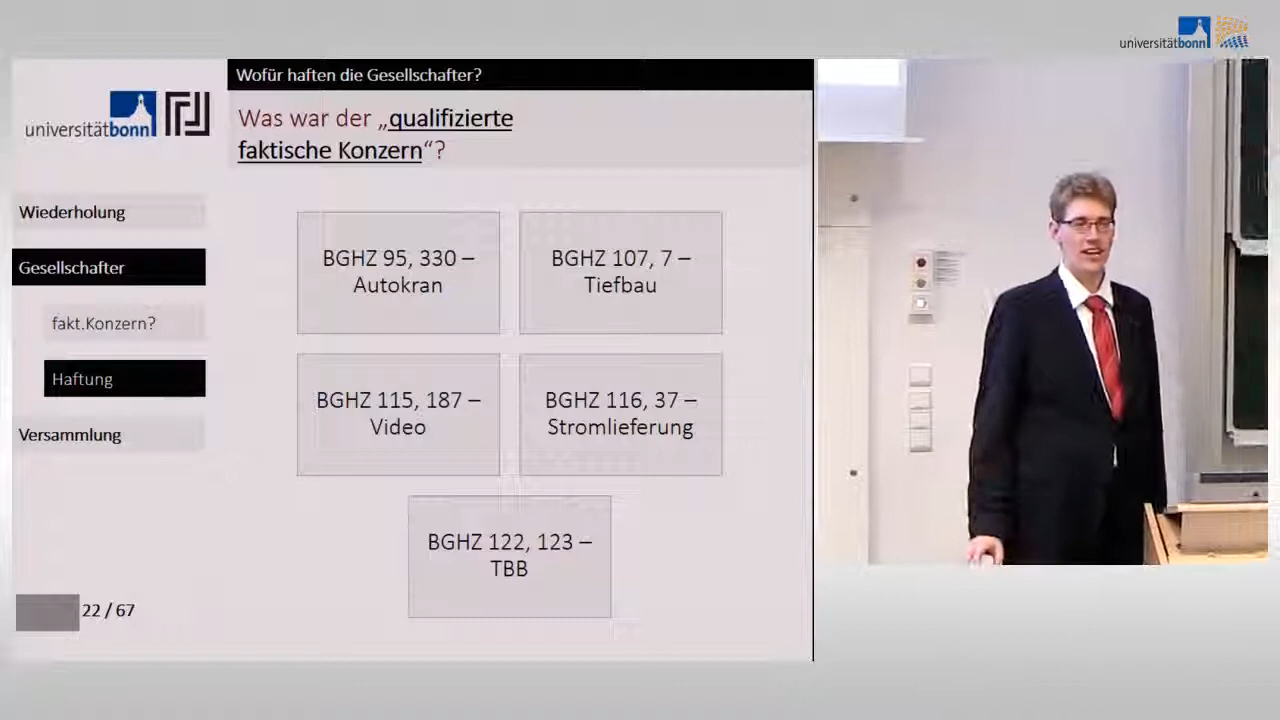 universitätbonn
Wofür haften die Gesellschafter?
universitätbonn
Was war der „qualifizierte
faktische Konzern“?
Wiederholung
Gesellschafter
fakt.Konzern?
Haftung
Versammlung
BGHZ 95, 330 –
Autokran
BGHZ 107, 7 –
Tiefbau
BGHZ 115, 187 –
Video
BGHZ 116, 37 –
Stromlieferung
BGHZ 122, 123 –
TBB
22 / 67